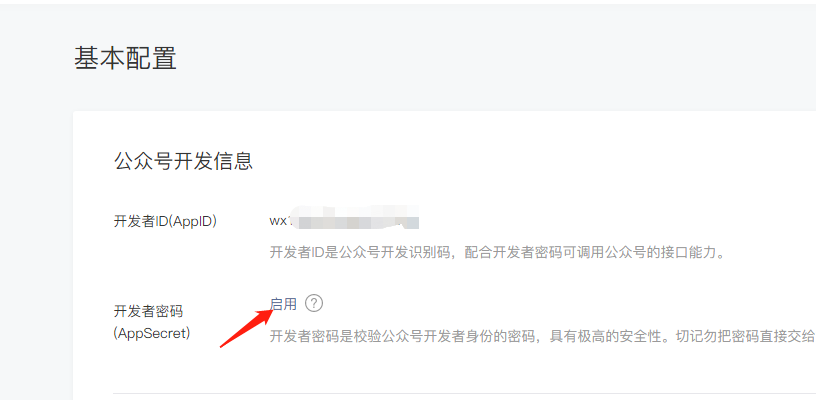 基本配置
公众号开发信息
开发者ID(AppID)
wx
开发者ID是公众号开发识别码，配合开发者密码可调用公众号的接口能力。
开发者密码
(AppSecret)
启用 ?
开发者密码是校验公众号开发者身份的密码，具有极高的安全性。切记勿把密码直接交给